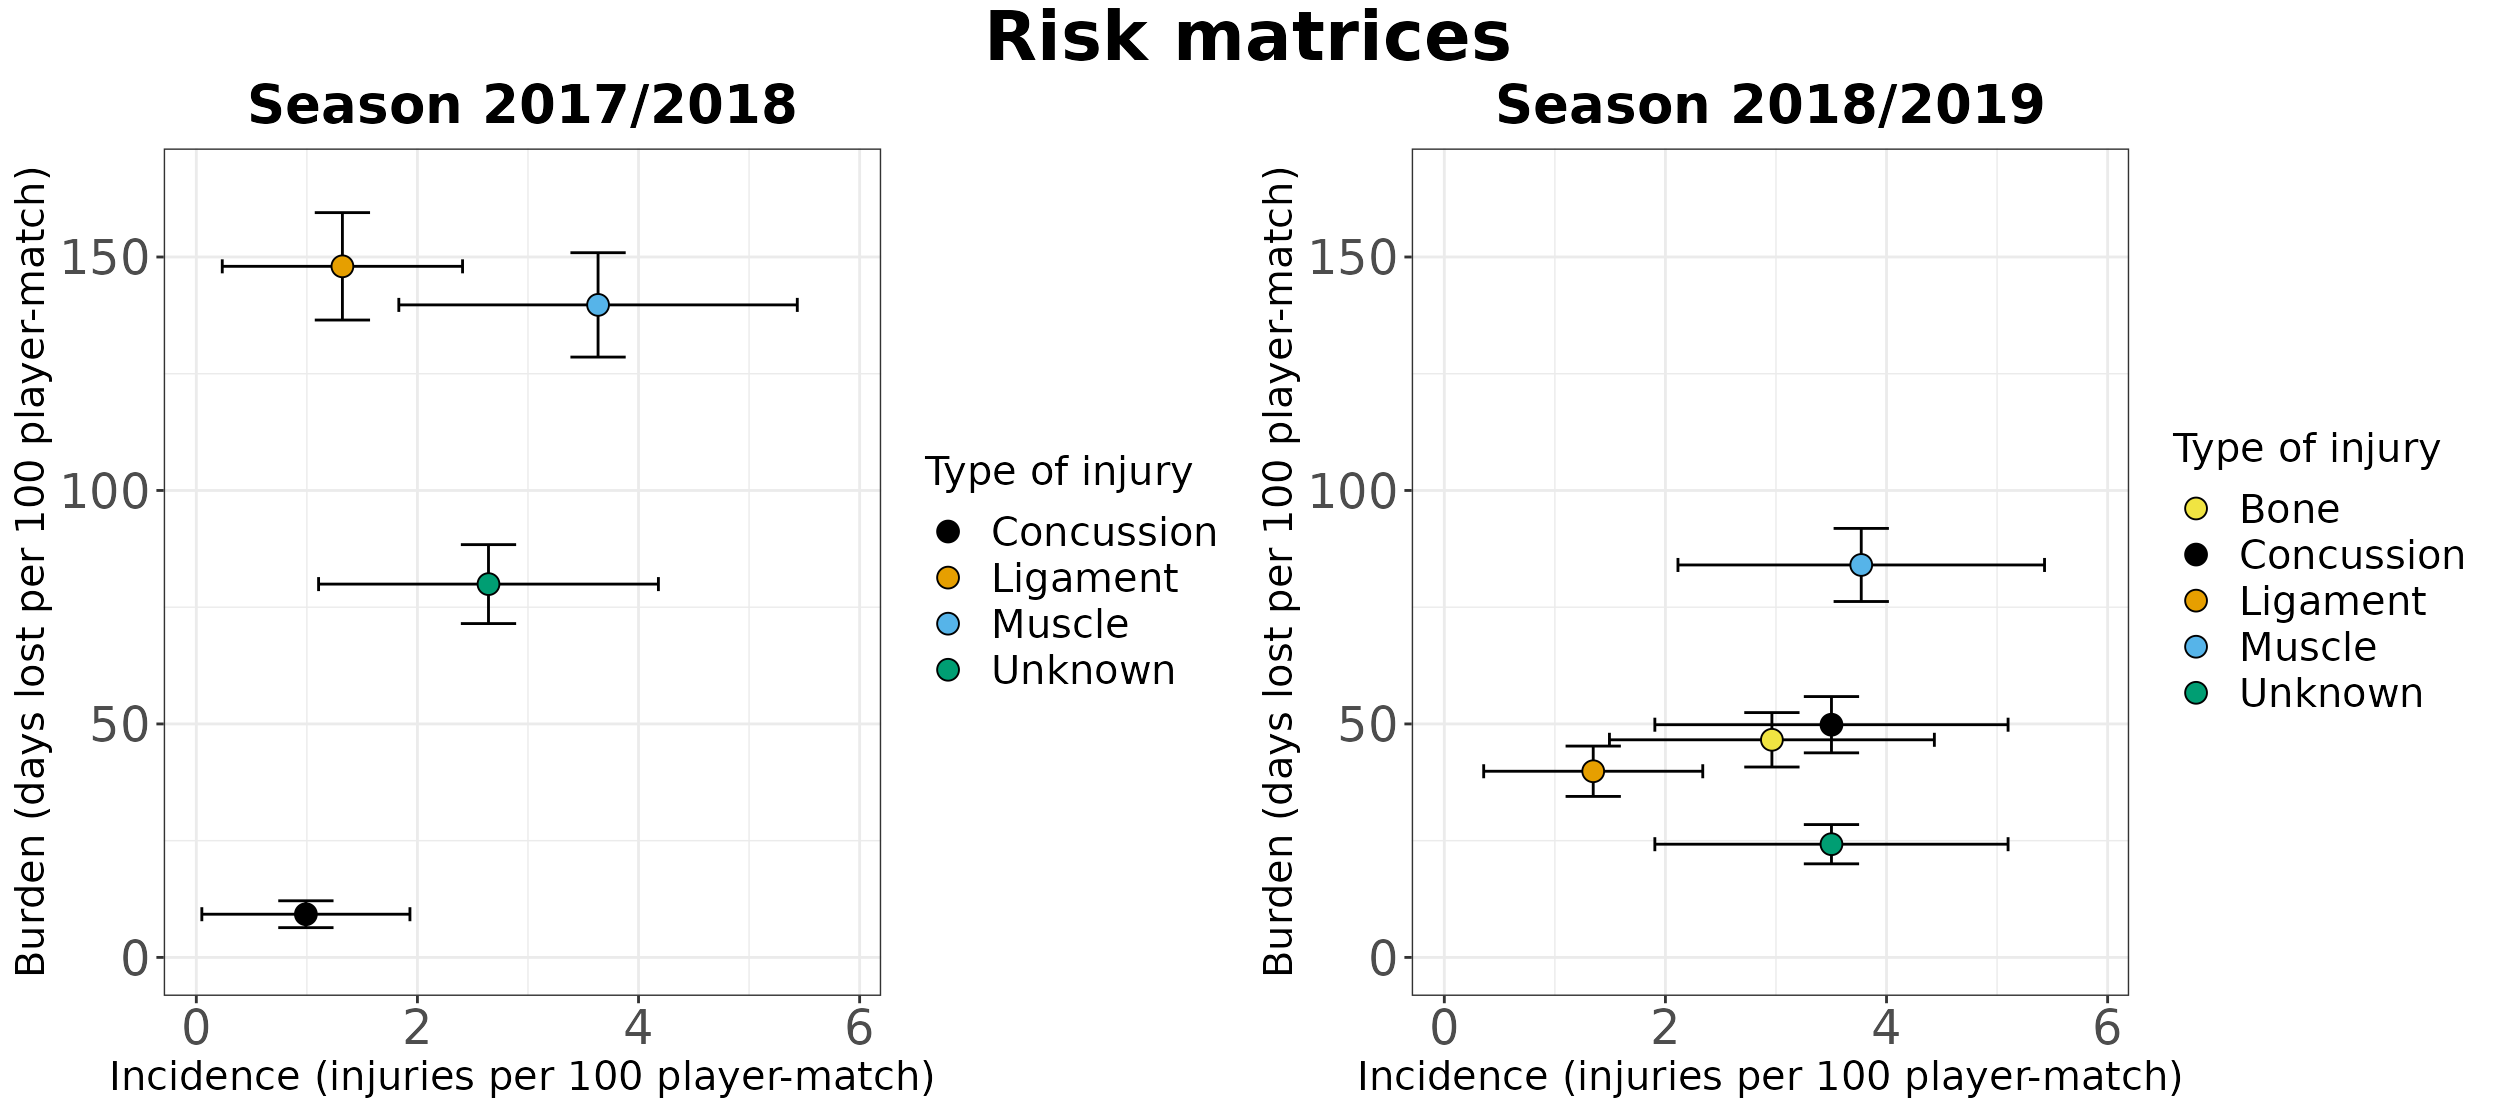 Risk matrices
Season 2017/2018
Burden (days lost per 100 player-match)
150
100
50
0
0 2 4 6
Incidence (injuries per 100 player-match)
Type of injury
Concussion
Ligament
Muscle
Unknown
Season 2018/2019
Burden (days lost per 100 player-match)
150
100
50
0
0 2 4 6
Incidence (injuries per 100 player-match)
Type of injury
Bone
Concussion
Ligament
Muscle
Unknown